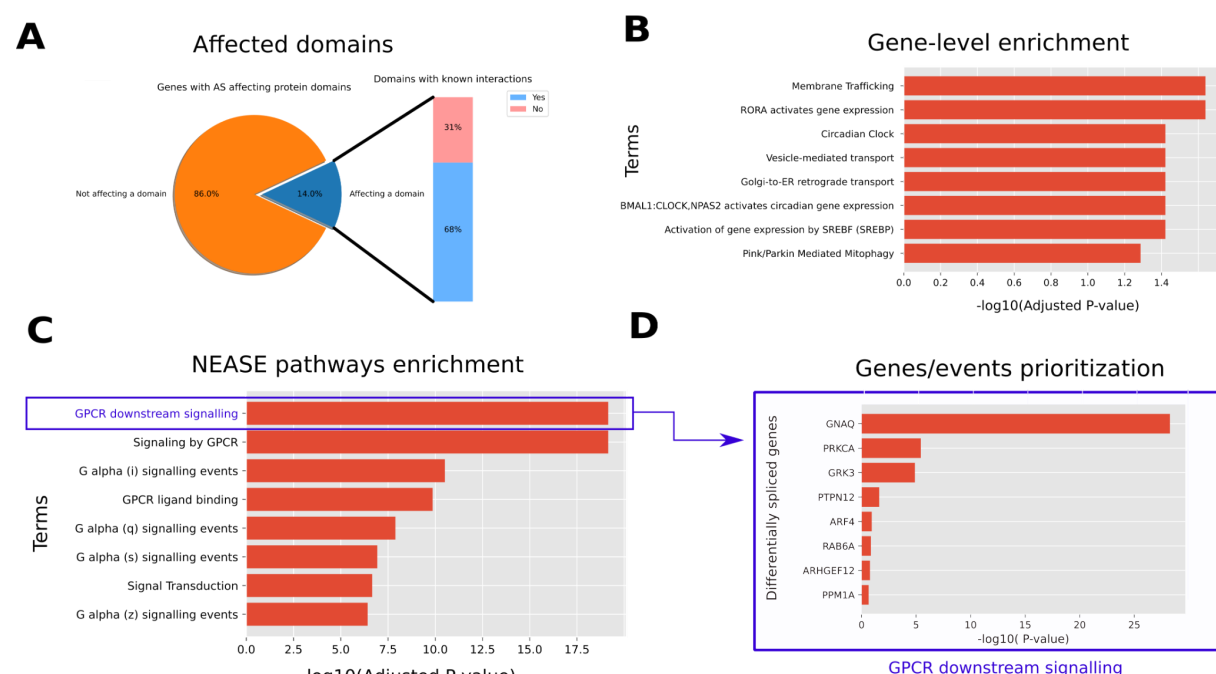 A
Affected domains
Genes with AS affecting protein domains
Domains with known interactions
Yes
No
31%
68%
Not affecting a domain
86.0%
14.0%
Affecting a domain
B
Gene-level enrichment
Terms
Membrane Trafficking
RORA activates gene expression
Circadian Clock
Vesicle-mediated transport
Golgi-to-ER retrograde transport
BMAL1:CLOCK,NPAS2 activates circadian gene expression
Activation of gene expression by SREBF (SREBP)
Pink/Parkin Mediated Mitophagy
0.0 0.2 0.4 0.6 0.8 1.0 1.2 1.4
-log10(Adjusted P-value)
C
NEASE pathways enrichment
Terms
GPCR downstream signalling
Signaling by GPCR
G alpha (i) signalling events
GPCR ligand binding
G alpha (q) signalling events
G alpha (s) signalling events
Signal Transduction
G alpha (z) signalling events
0.0 2.5 5.0 7.5 10.0 12.5 15.0 17.5
-log10(Adjusted P-value)
D
Genes/events prioritization
Differentially spliced genes
GNAQ
PRKCA
GRK3
PTPN12
ARF4
RAB6A
ARHGEF12
PPM1A
0 5 10 15 20 25
-log10( P-value)
GPCR downstream signalling